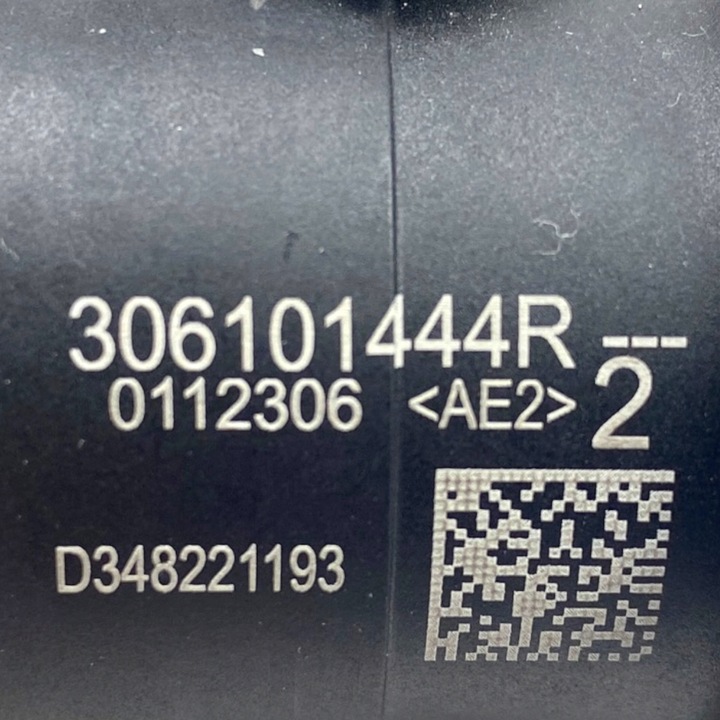 306101444R ---
0112306 <AE2> 2
D348221193